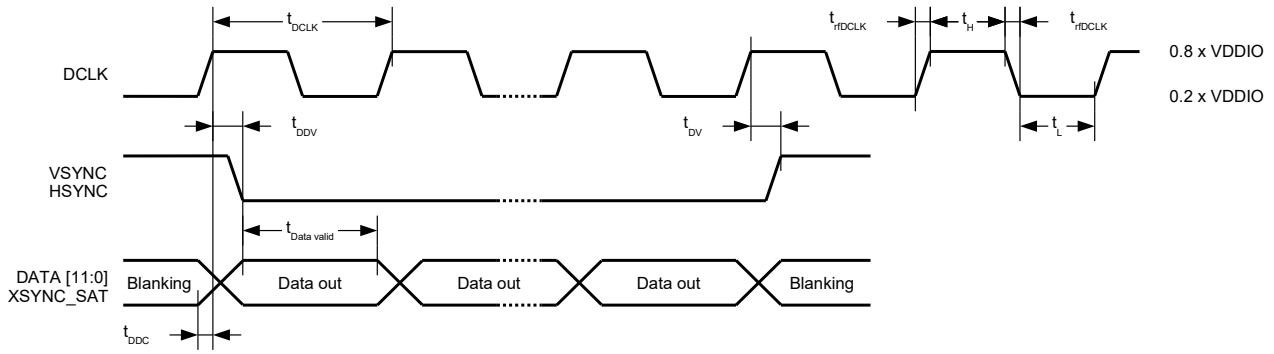 tDCLK
trfDCLK
tH
trfDCLK
DCLK
0.8 x VDDIO
0.2 x VDDIO
tDDV
tDV
tL
VSYNC
HSYNC
tData valid
DATA [11:0]
XSYNC_SAT
Blanking
Data out
Data out
Data out
Blanking
tDDC